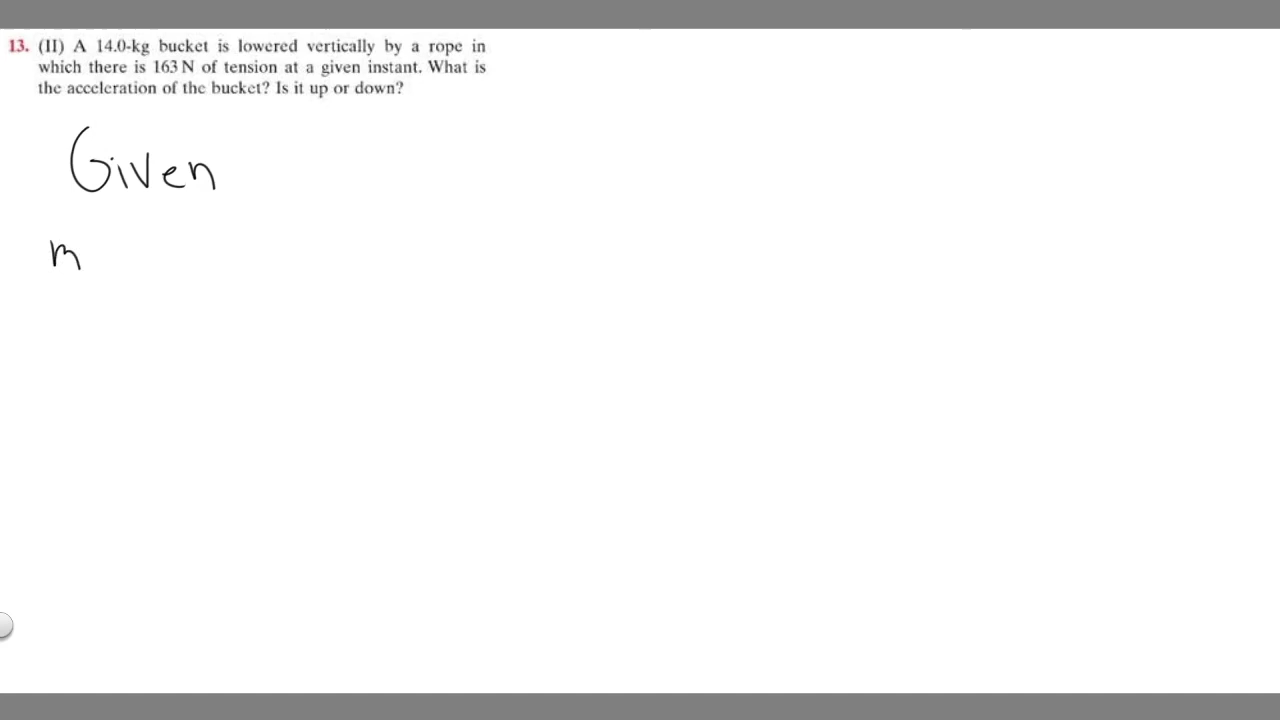 13. (II) A 14.0-kg bucket is lowered vertically by a rope in
which there is 163 N of tension at a given instant. What is
the acceleration of the bucket? Is it up or down?
Given
m